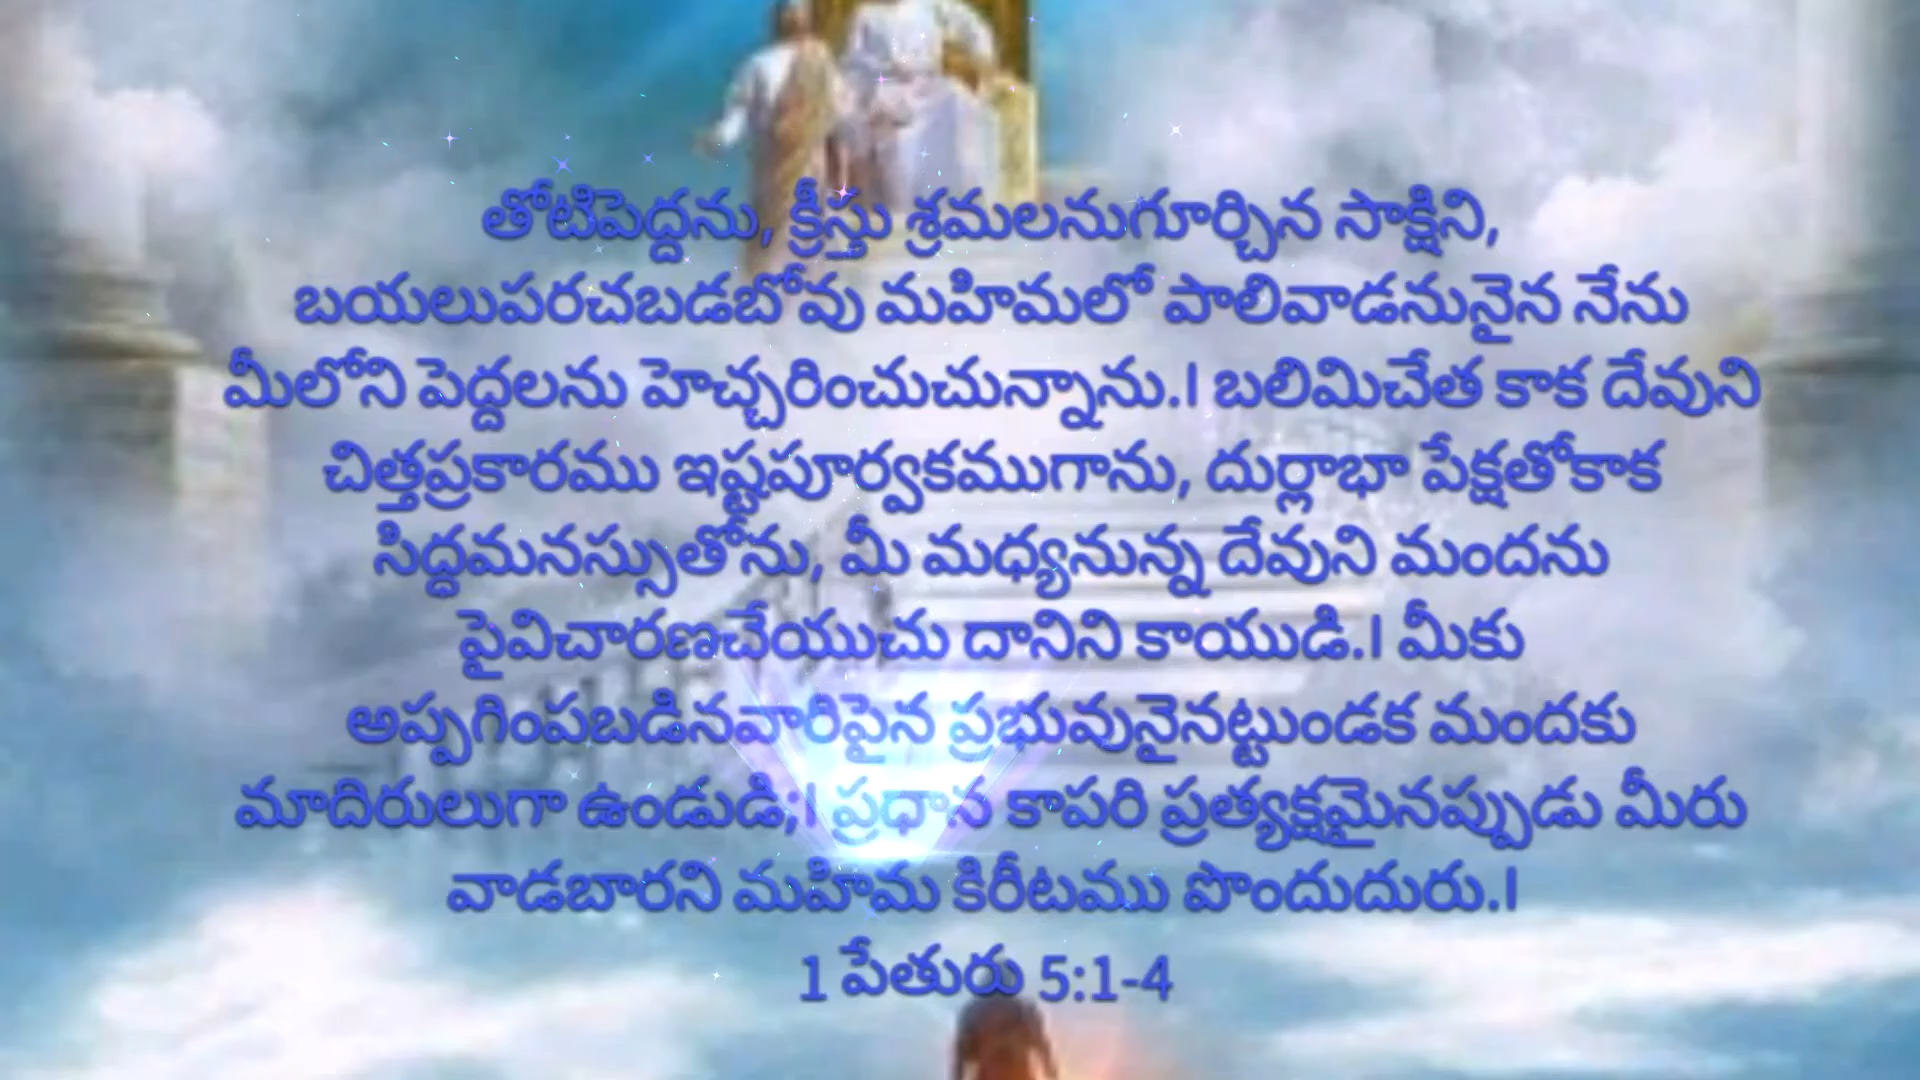 తోటిపెద్దను, క్రీస్తు శ్రమలనుగూర్చిన సాక్షిని,
బయలుపరచబడబోవు మహిమలో పాలివాడనునైన నేను
మీలోని పెద్దలను హెచ్చరించుచున్నాను.। బలిమిచేత కాక దేవుని
చిత్తప్రకారము ఇష్టపూర్వకముగాను, దుర్లాభా పేక్షతోకాక
సిద్ధమనస్సుతోను, మీ మధ్యనున్న దేవుని మందను
పైవిచారణచేయుచు దానిని కాయుడి.। మీకు
అప్పగింపబడినవారిపైన ప్రభువునైనట్టుండక మందకు
మాదిరులుగా ఉండుడి;। ప్రధాన కాపరి ప్రత్యక్షమైనప్పుడు మీరు
వాడబారని మహిమ కిరీటము పొందుదురు.।
1 పేతురు 5:1-4